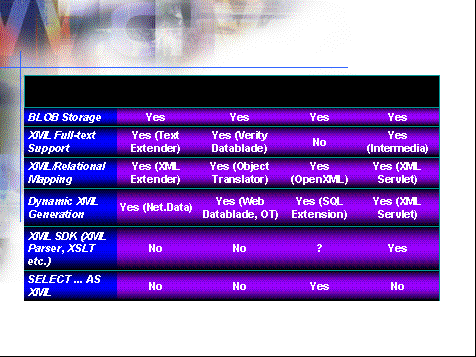 BLOB Storage Yes Yes Yes Yes
XML Full-text Support Yes (Text Extender) Yes (Verity Datablade) No Yes (Intermedia)
XML/Relational Mapping Yes (XML Extender) Yes (Object Translator) Yes (OpenXML) Yes (XML Servlet)
Dynamic XML Generation Yes (Net.Data) Yes (Web Datablade, OT) Yes (SQL Extension) Yes (XML Servlet)
XML SDK (XML Parser, XSLT etc.) No No ? Yes
SELECT ... AS XML No No Yes No